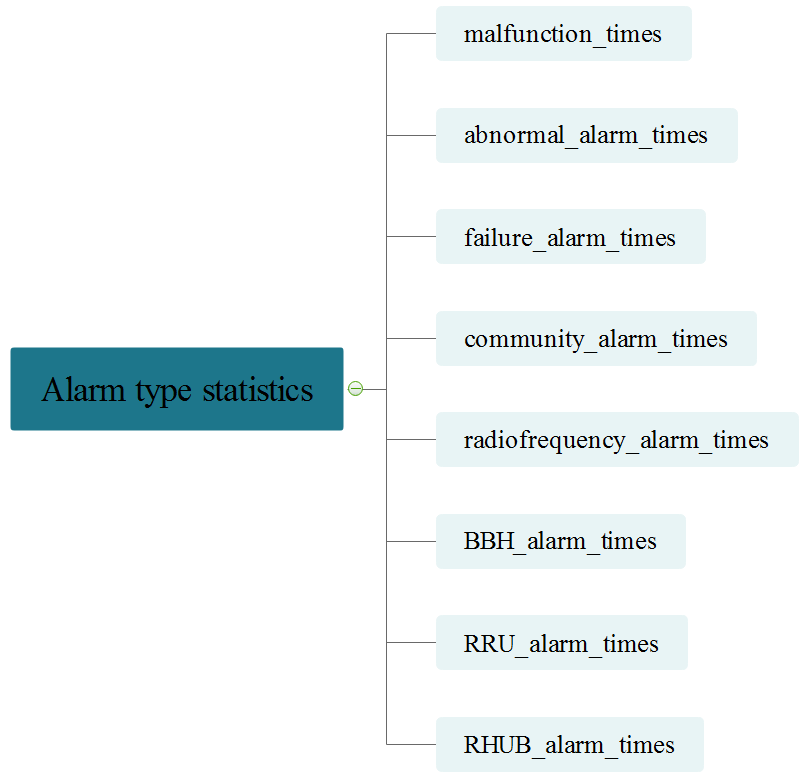 malfunction_times
abnormal_alarm_times
failure_alarm_times
community_alarm_times
Alarm type statistics
radiofrequency_alarm_times
BBH_alarm_times
RRU_alarm_times
RHUB_alarm_times